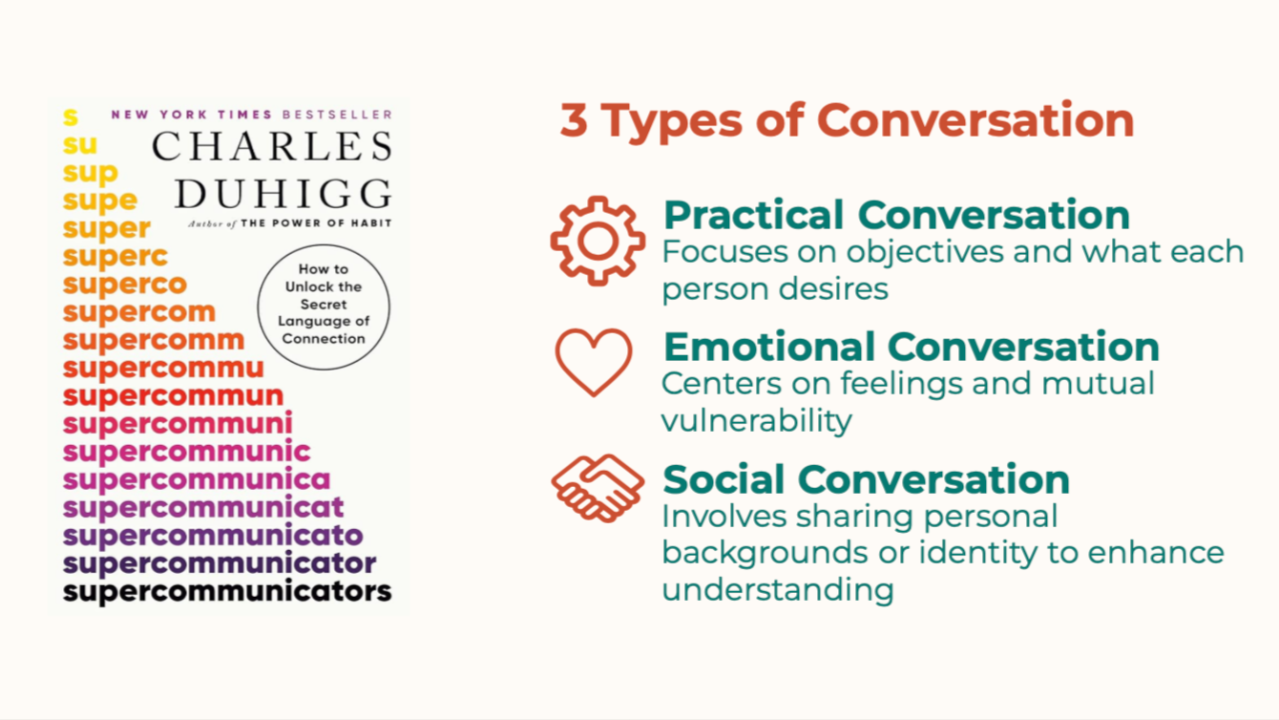 s
su
sup
supe
super
superc
superco
supercom
supercomm
supercommu
supercommun
supercommuni
supercommunic
supercommunica
supercommunicat
supercommunicato
supercommunicator
supercommunicators
NEW YORK TIMES BESTSELLER
CHARLES
DUHIGG
Author of THE POWER OF HABIT
How to
Unlock the
Secret
Language of
Connection
3 Types of Conversation
Practical Conversation
Focuses on objectives and what each
person desires
Emotional Conversation
Centers on feelings and mutual
vulnerability
Social Conversation
Involves sharing personal
backgrounds or identity to enhance
understanding